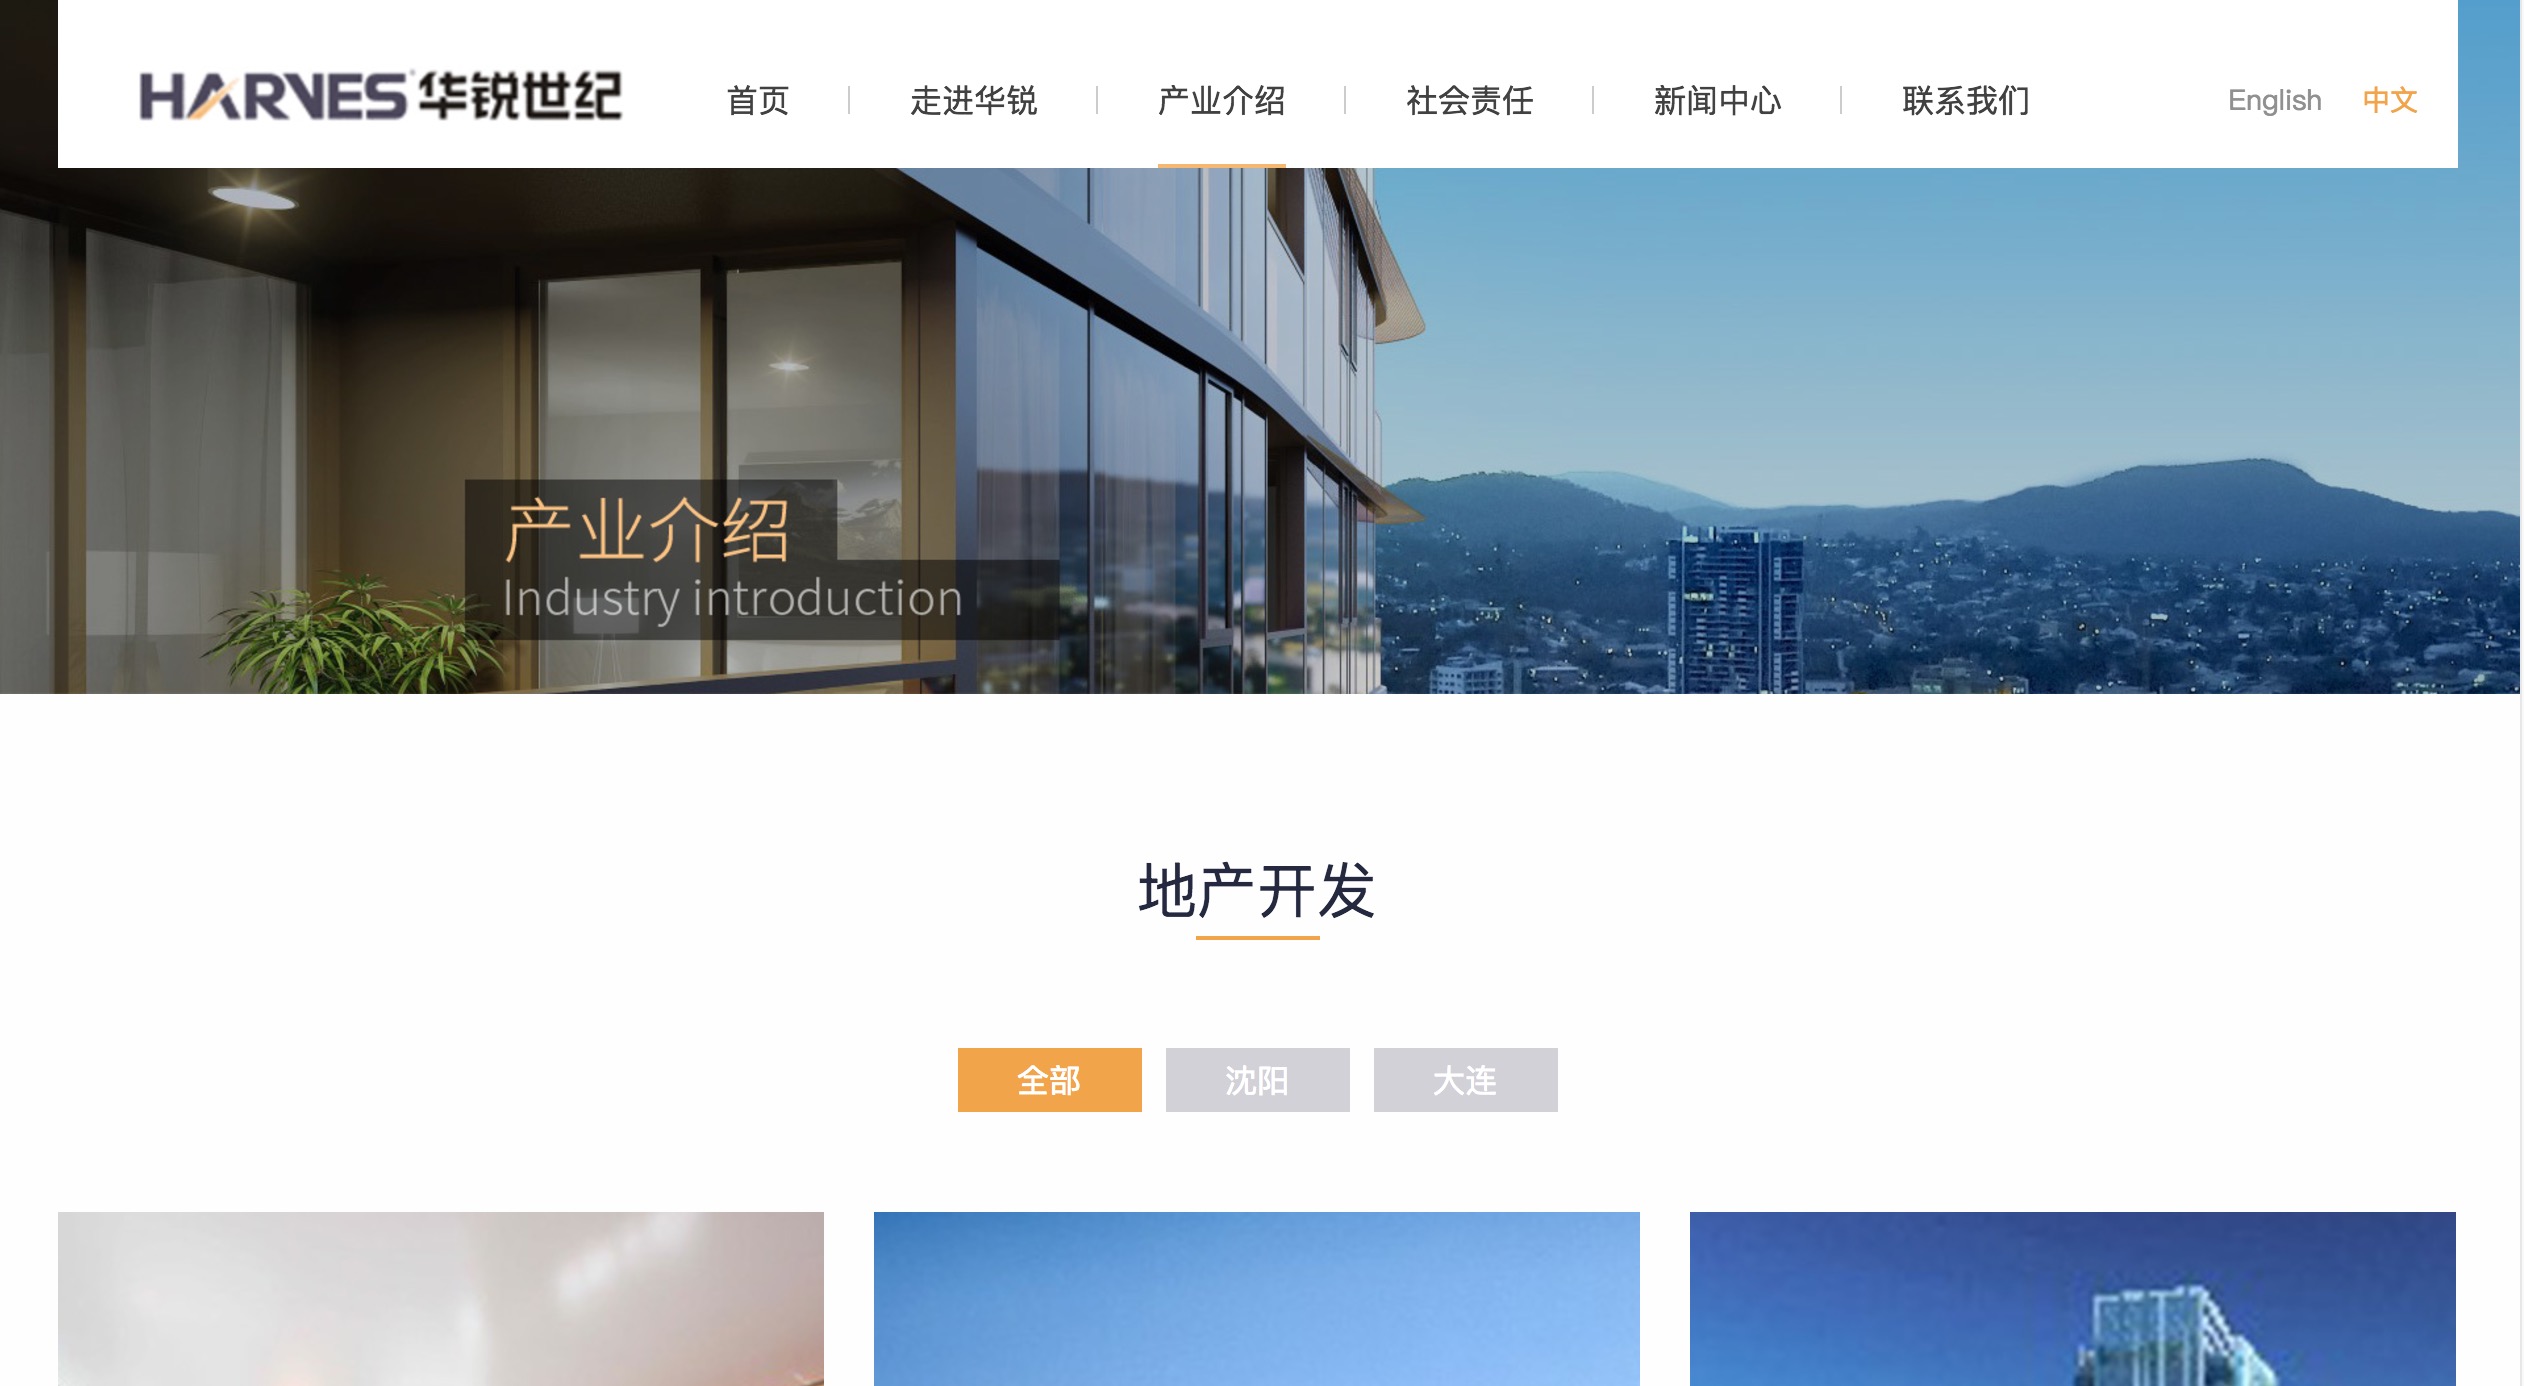 HARVES 华锐世纪
首页 走进华锐 产业介绍 社会责任 新闻中心 联系我们 English 中文
产业介绍
Industry introduction
地产开发
全部 沈阳 大连